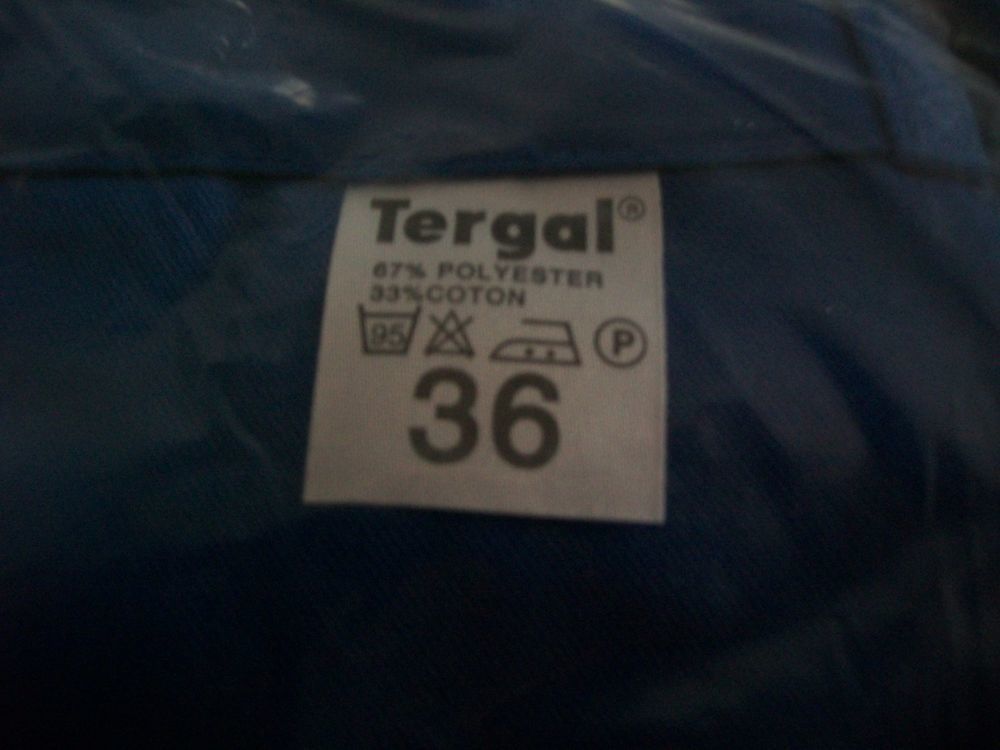 Tergal®
67% POLYESTER
33%COTON
95 P
36